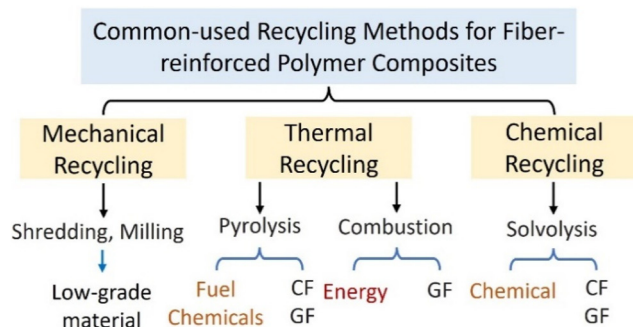 Common-used Recycling Methods for Fiber-
reinforced Polymer Composites
Mechanical
Recycling
Thermal
Recycling
Chemical
Recycling
Shredding, Milling
Pyrolysis
Combustion
Solvolysis
Low-grade
material
Fuel
Chemicals
CF
GF
Energy
GF
Chemical
CF
GF